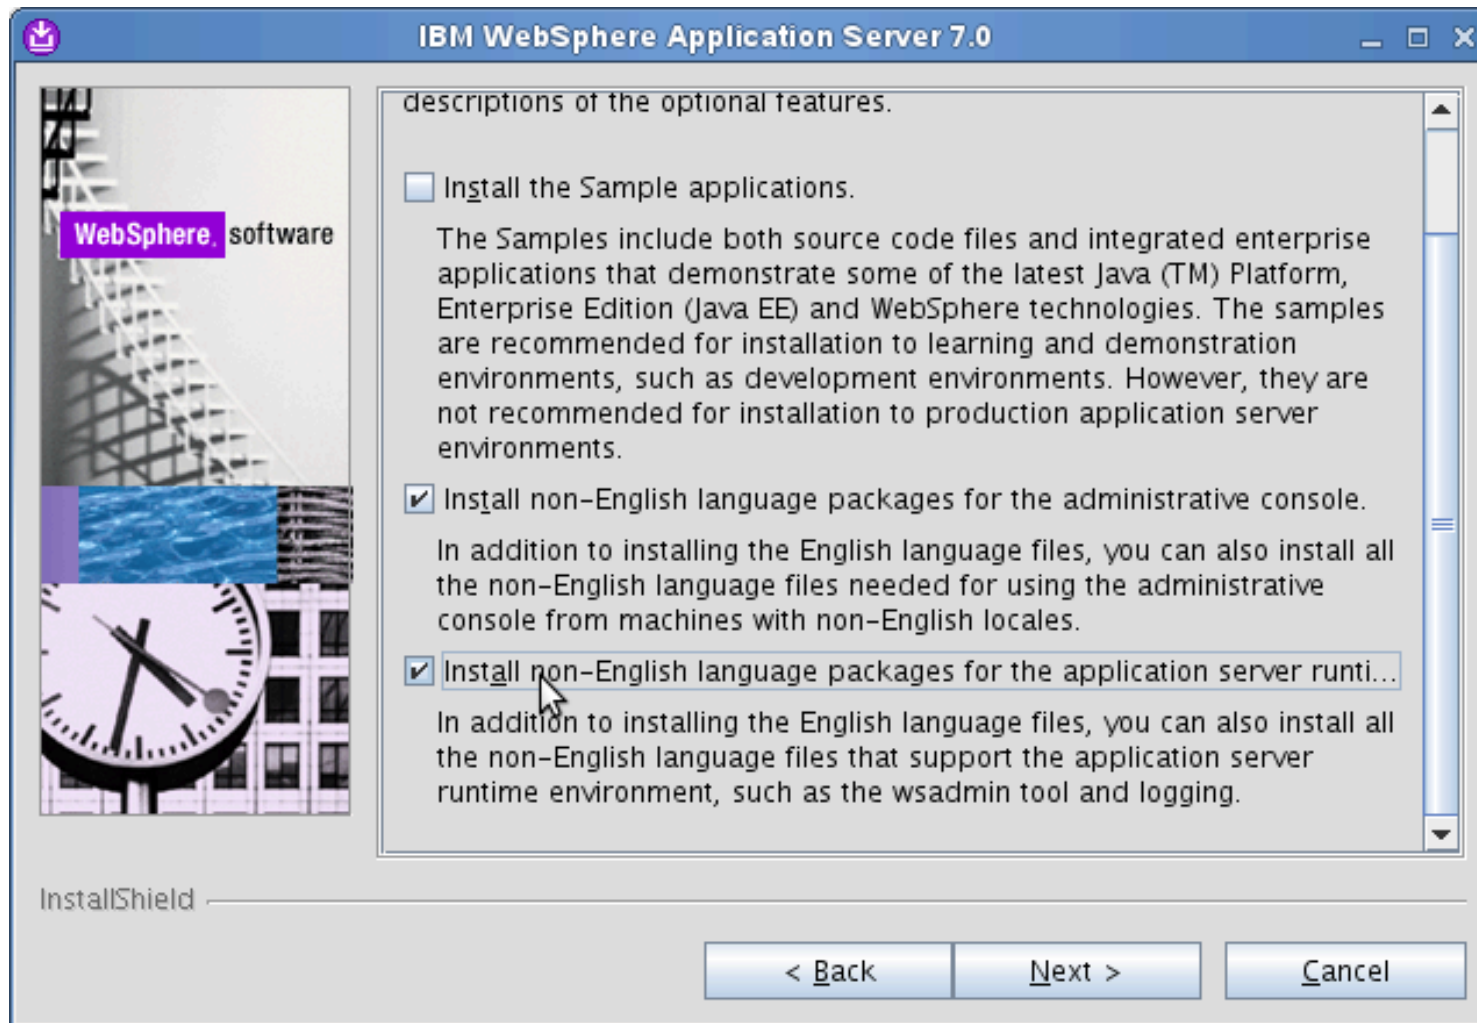 IBM WebSphere Application Server 7.0
WebSphere. software
descriptions of the optional features.
Install the Sample applications.
The Samples include both source code files and integrated enterprise
applications that demonstrate some of the latest Java (TM) Platform,
Enterprise Edition (Java EE) and WebSphere technologies. The samples
are recommended for installation to learning and demonstration
environments, such as development environments. However, they are
not recommended for installation to production application server
environments.
Install non-English language packages for the administrative console.
In addition to installing the English language files, you can also install all
the non-English language files needed for using the administrative
console from machines with non-English locales.
Install non-English language packages for the application server runti...
In addition to installing the English language files, you can also install all
the non-English language files that support the application server
runtime environment, such as the wsadmin tool and logging.
InstallShield
< Back
Next >
Cancel